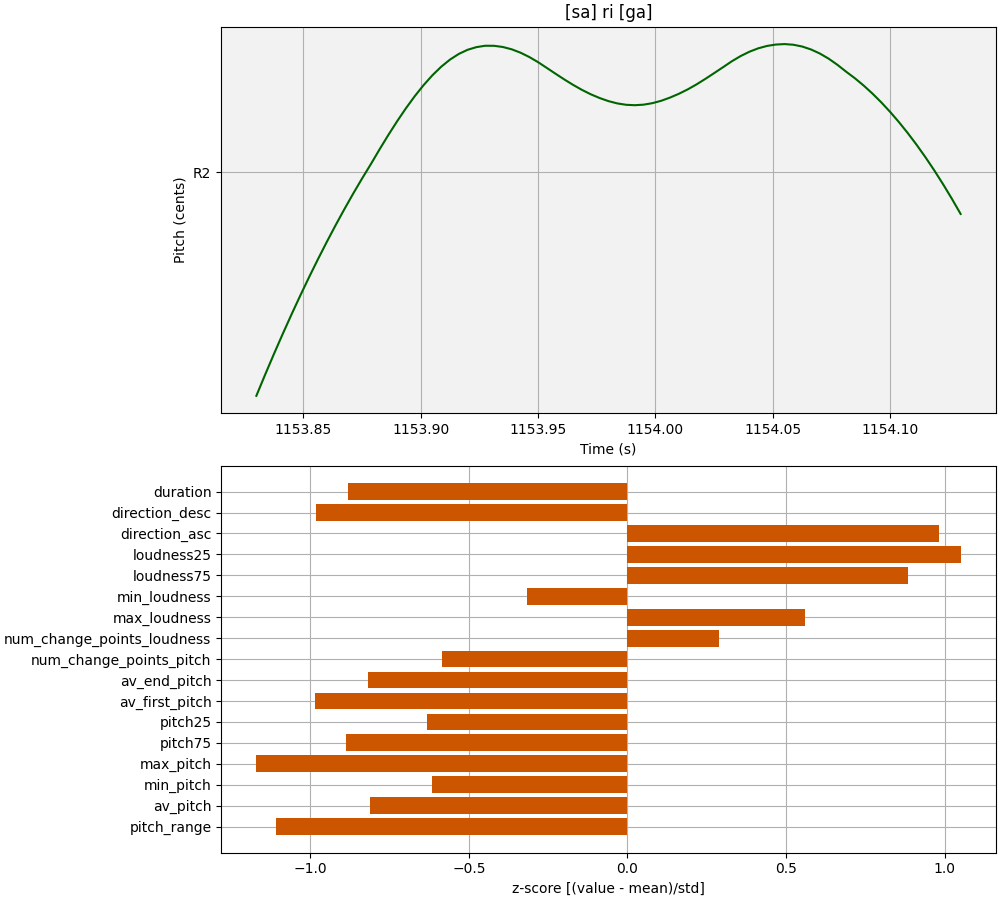 [sa] ri [ga]
Pitch (cents)
R2
1153.85 1153.90 1153.95 1154.00 1154.05 1154.10
Time (s)
duration
direction_desc
direction_asc
loudness25
loudness75
min_loudness
max_loudness
num_change_points_loudness
num_change_points_pitch
av_end_pitch
av_first_pitch
pitch25
pitch75
max_pitch
min_pitch
av_pitch
pitch_range
−1.0 −0.5 0.0 0.5 1.0
z-score [(value - mean)/std]